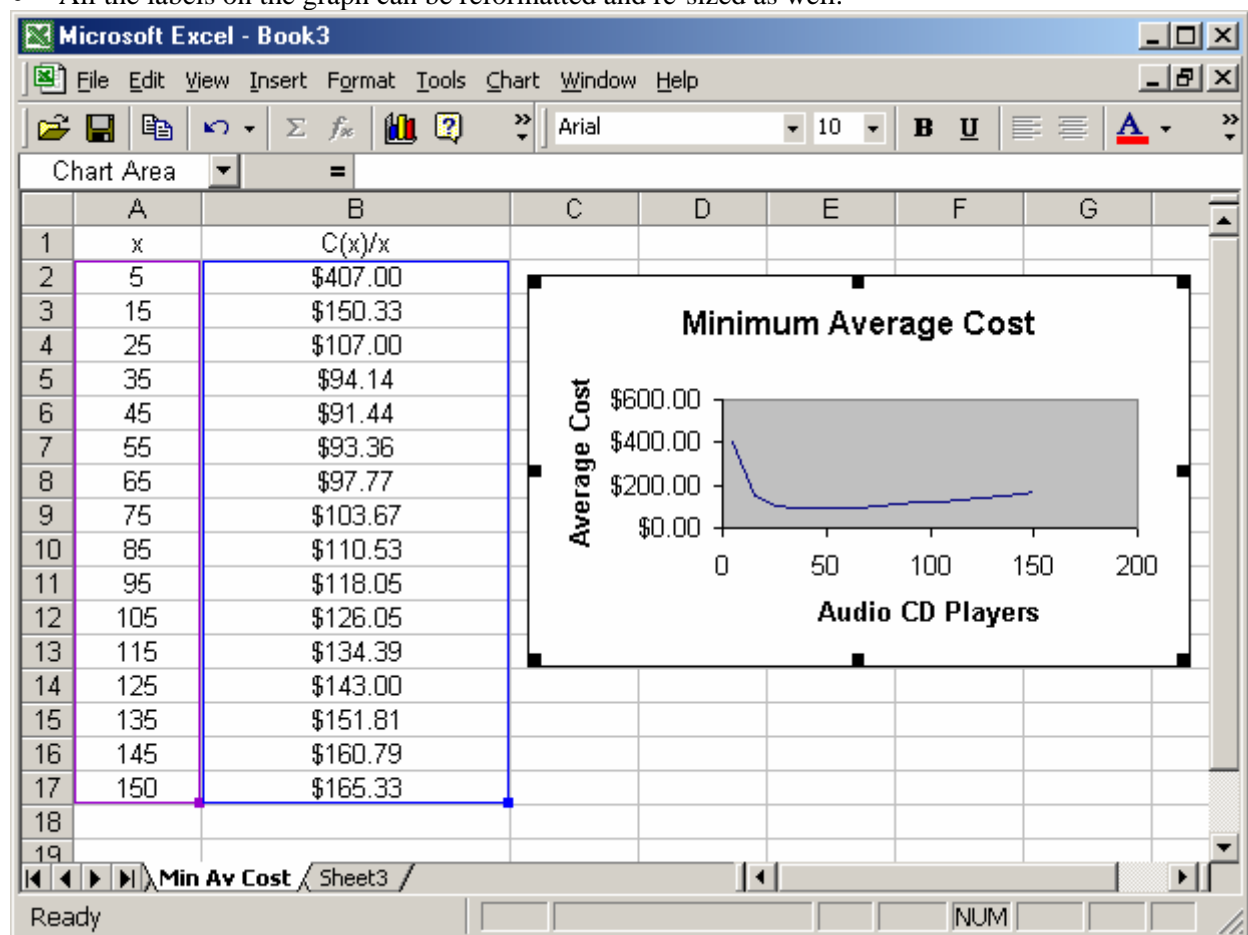 All the labels on the graph can be reformatted and re-sized as well.
Microsoft Excel - Book3
File Edit View Insert Format Tools Chart Window Help
Σ fx ? » Arial 10 B U A »
Chart Area =
A B C D E F G
1 x C(x)/x
2 5 $407.00
3 15 $150.33
4 25 $107.00
5 35 $94.14
6 45 $91.44
7 55 $93.36
8 65 $97.77
9 75 $103.67
10 85 $110.53
11 95 $118.05
12 105 $126.05
13 115 $134.39
14 125 $143.00
15 135 $151.81
16 145 $160.79
17 150 $165.33
18
19
Minimum Average Cost
Average Cost
$600.00
$400.00
$200.00
$0.00
0 50 100 150 200
Audio CD Players
Min Av Cost Sheet3
Ready NUM